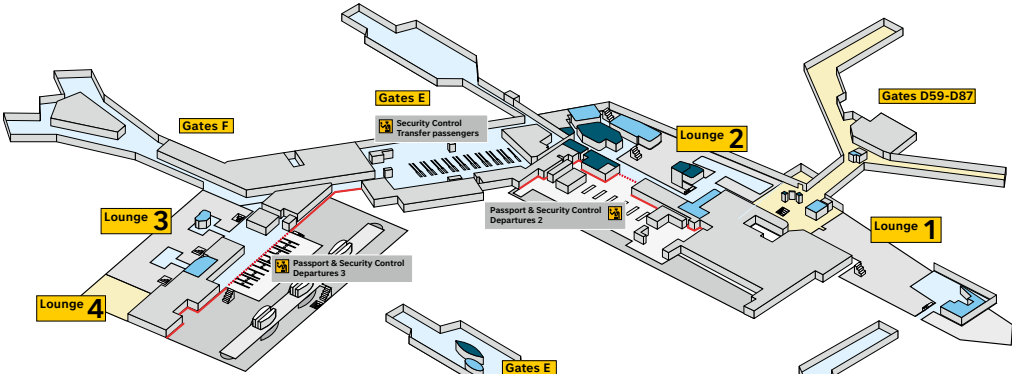 Gates E
Gates D59-D87
Gates F
Security Control
Transfer passengers
Lounge 2
Passport & Security Control
Departures 2
Lounge 3
Lounge 1
Passport & Security Control
Departures 3
Lounge 4
Gates E